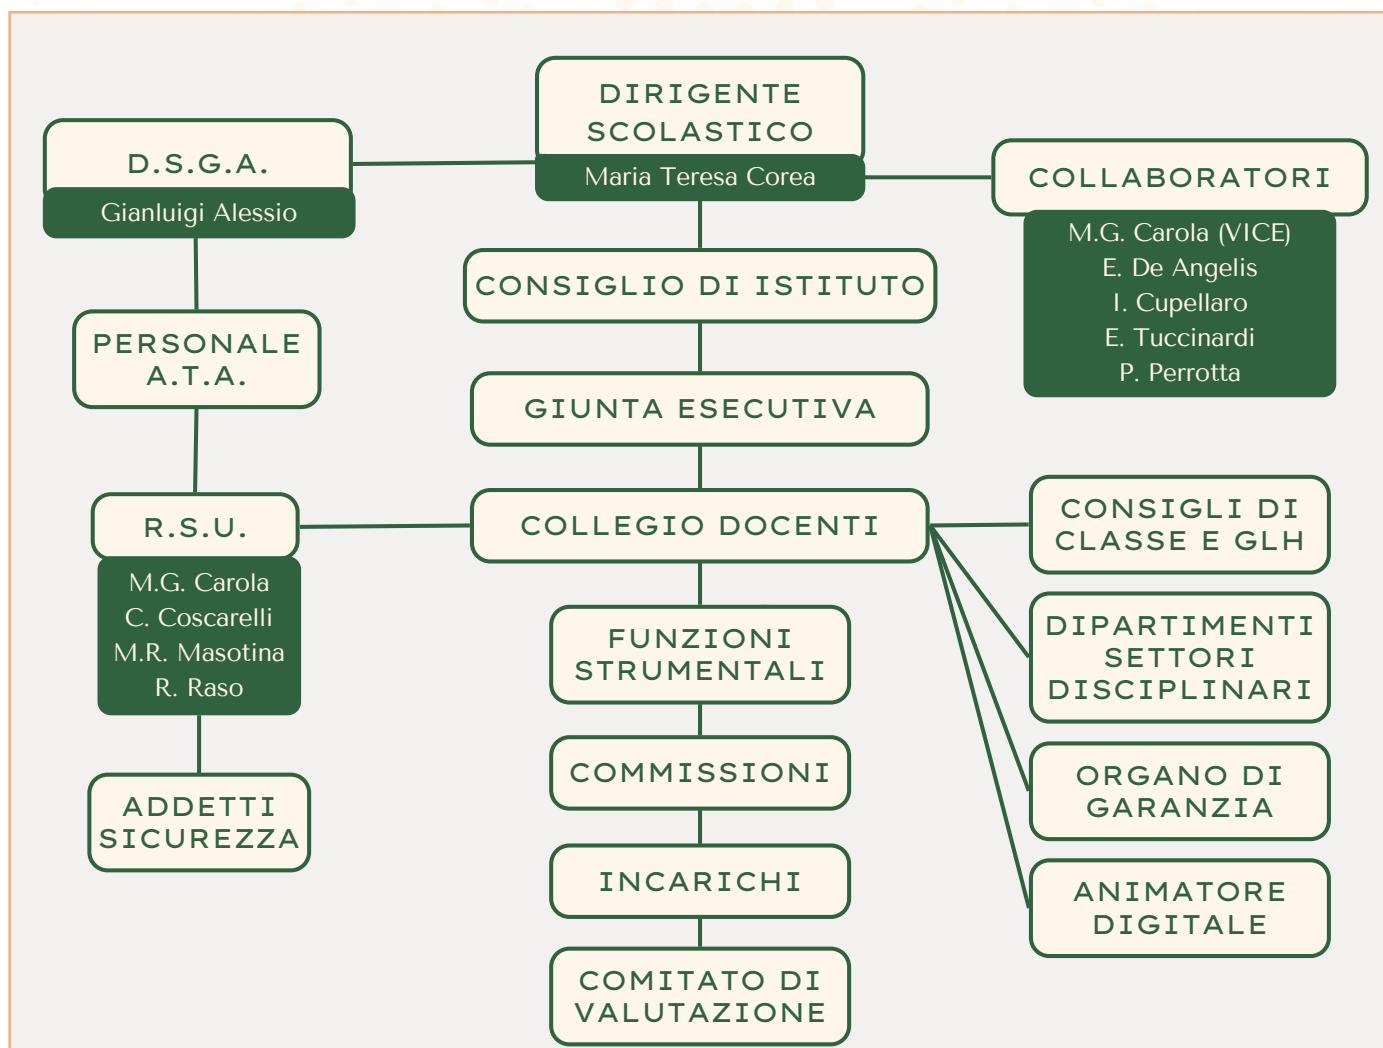 DIRIGENTE
SCOLASTICO
Maria Teresa Corea
D.S.G.A.
Gianluigi Alessio
COLLABORATORI
M.G. Carola (VICE)
E. De Angelis
I. Cupellaro
E. Tuccinardi
P. Perrotta
CONSIGLIO DI ISTITUTO
PERSONALE
A.T.A.
GIUNTA ESECUTIVA
R.S.U.
M.G. Carola
C. Coscarelli
M.R. Masotina
R. Raso
COLLEGIO DOCENTI
CONSIGLI DI
CLASSE E GLH
DIPARTIMENTI
SETTORI
DISCIPLINARI
ORGANO DI
GARANZIA
ANIMATORE
DIGITALE
FUNZIONI
STRUMENTALI
COMMISSIONI
INCARICHI
COMITATO DI
VALUTAZIONE
ADDETTI
SICUREZZA